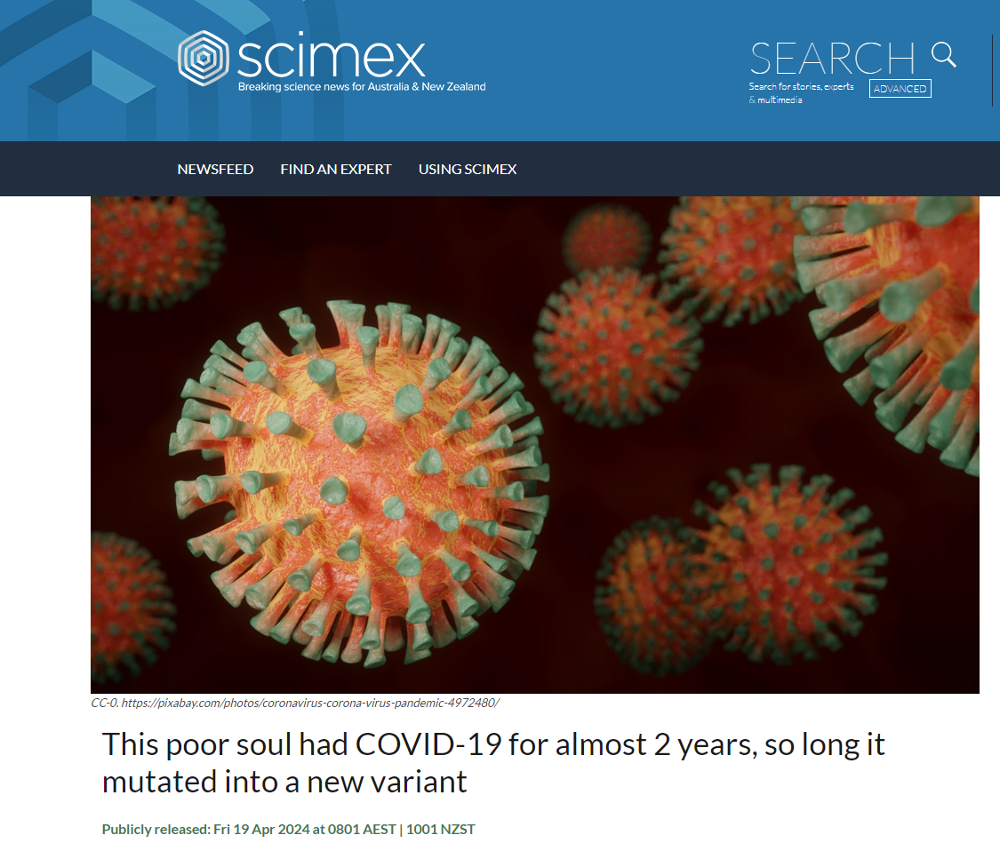 scimex
Breaking science news for Australia & New Zealand
SEARCH
Search for stories, experts
& multimedia
ADVANCED
NEWSFEED
FIND AN EXPERT
USING SCIMEX
CC-0. https://pixabay.com/photos/coronavirus-corona-virus-pandemic-4972480/
This poor soul had COVID-19 for almost 2 years, so long it
mutated into a new variant
Publicly released: Fri 19 Apr 2024 at 0801 AEST | 1001 NZST